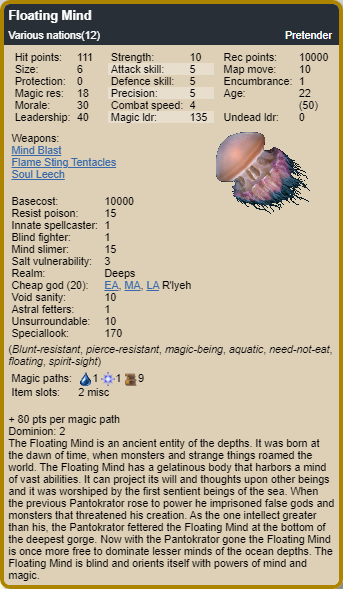 Floating Mind
Various nations(12) Pretender
Hit points: 111 Strength: 10 Rec points: 10000
Size: 6 Attack skill: 5 Map move: 10
Protection: 0 Defence skill: 5 Encumbrance: 1
Magic res: 18 Precision: 5 Age: 22
Morale: 30 Combat speed: 4 (50)
Leadership: 40 Magic ldr: 135 Undead ldr: 0
Weapons:
Mind Blast
Flame Sting Tentacles
Soul Leech
Basecost: 10000
Resist poison: 15
Innate spellcaster: 1
Blind fighter: 1
Mind slimer: 15
Salt vulnerability: 3
Realm: Deeps
Cheap god (20): EA, MA, LA R'lyeh
Void sanity: 10
Astral fetters: 1
Unsurroundable: 10
Speciallook: 170
(Blunt-resistant, pierce-resistant, magic-being, aquatic, need-not-eat,
floating, spirit-sight)
Magic paths: 1 1 9
Item slots: 2 misc
+ 80 pts per magic path
Dominion: 2
The Floating Mind is an ancient entity of the depths. It was born at
the dawn of time, when monsters and strange things roamed the
world. The Floating Mind has a gelatinous body that harbors a mind
of vast abilities. It can project its will and thoughts upon other beings
and it was worshiped by the first sentient beings of the sea. When
the previous Pantokrator rose to power he imprisoned false gods and
monsters that threatened his creation. As the one intellect greater
than his, the Pantokrator fettered the Floating Mind at the bottom of
the deepest gorge. Now with the Pantokrator gone the Floating Mind
is once more free to dominate lesser minds of the ocean depths. The
Floating Mind is blind and orients itself with powers of mind and
magic.